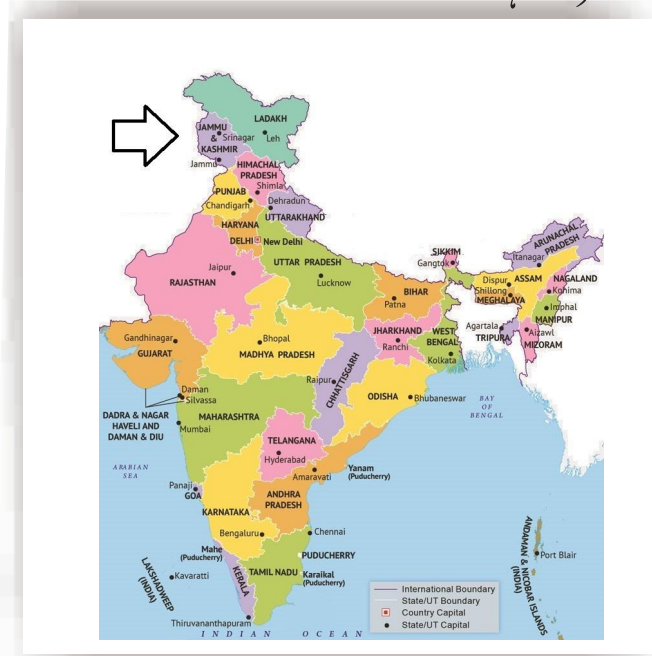 LADAKH
Leh
JAMMU
&
KASHMIR
Srinagar
Jammu
HIMACHAL
PRADESH
Shimla
PUNJAB
Chandigarh
Dehradun
UTTARAKHAND
HARYANA
DELHI
New Delhi
UTTAR PRADESH
Lucknow
Jaipur
RAJASTHAN
SIKKIM
Gangtok
ARUNACHAL
PRADESH
Itanagar
Dispur
ASSAM
NAGALAND
Shillong
MEGHALAYA
Kohima
Imphal
MANIPUR
Agartala
TRIPURA
Aizawl
MIZORAM
BIHAR
Patna
JHARKHAND
Ranchi
WEST
BENGAL
Kolkata
Gandhinagar
GUJARAT
Bhopal
MADHYA PRADESH
Raipur
CHHATTISGARH
ODISHA
Bhubaneswar
BAY
OF
BENGAL
Daman
Silvassa
DADRA & NAGAR
HAVELI AND
DAMAN & DIU
MAHARASHTRA
Mumbai
TELANGANA
Hyderabad
Amaravati
Yanam
(Puducherry)
ARABIAN
SEA
Panaji
GOA
KARNATAKA
ANDHRA
PRADESH
Bengaluru
Chennai
Mahe
(Puducherry)
PUDUCHERRY
Karaikal
(Puducherry)
TAMIL NADU
KERALA
LAKSHADWEEP
(INDIA)
Kavaratti
Thiruvananthapuram
ANDAMAN & NICOBAR ISLANDS
(INDIA)
Port Blair
INDIAN OCEAN
International Boundary
State/UT Boundary
Country Capital
State/UT Capital